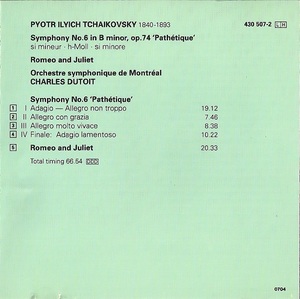 PYOTR ILYICH TCHAIKOVSKY 1840-1893 430 507-2 LH
Symphony No.6 in B minor, op.74 'Pathétique'
si mineur · h-Moll · si minore
Romeo and Juliet
Orchestre symphonique de Montréal
CHARLES DUTOIT
Symphony No.6 'Pathétique'
1 I Adagio — Allegro non troppo 19.12
2 II Allegro con grazia 7.46
3 III Allegro molto vivace 8.38
4 IV Finale: Adagio lamentoso 10.22
5 Romeo and Juliet 20.33
Total timing 66.54 DDD
0704